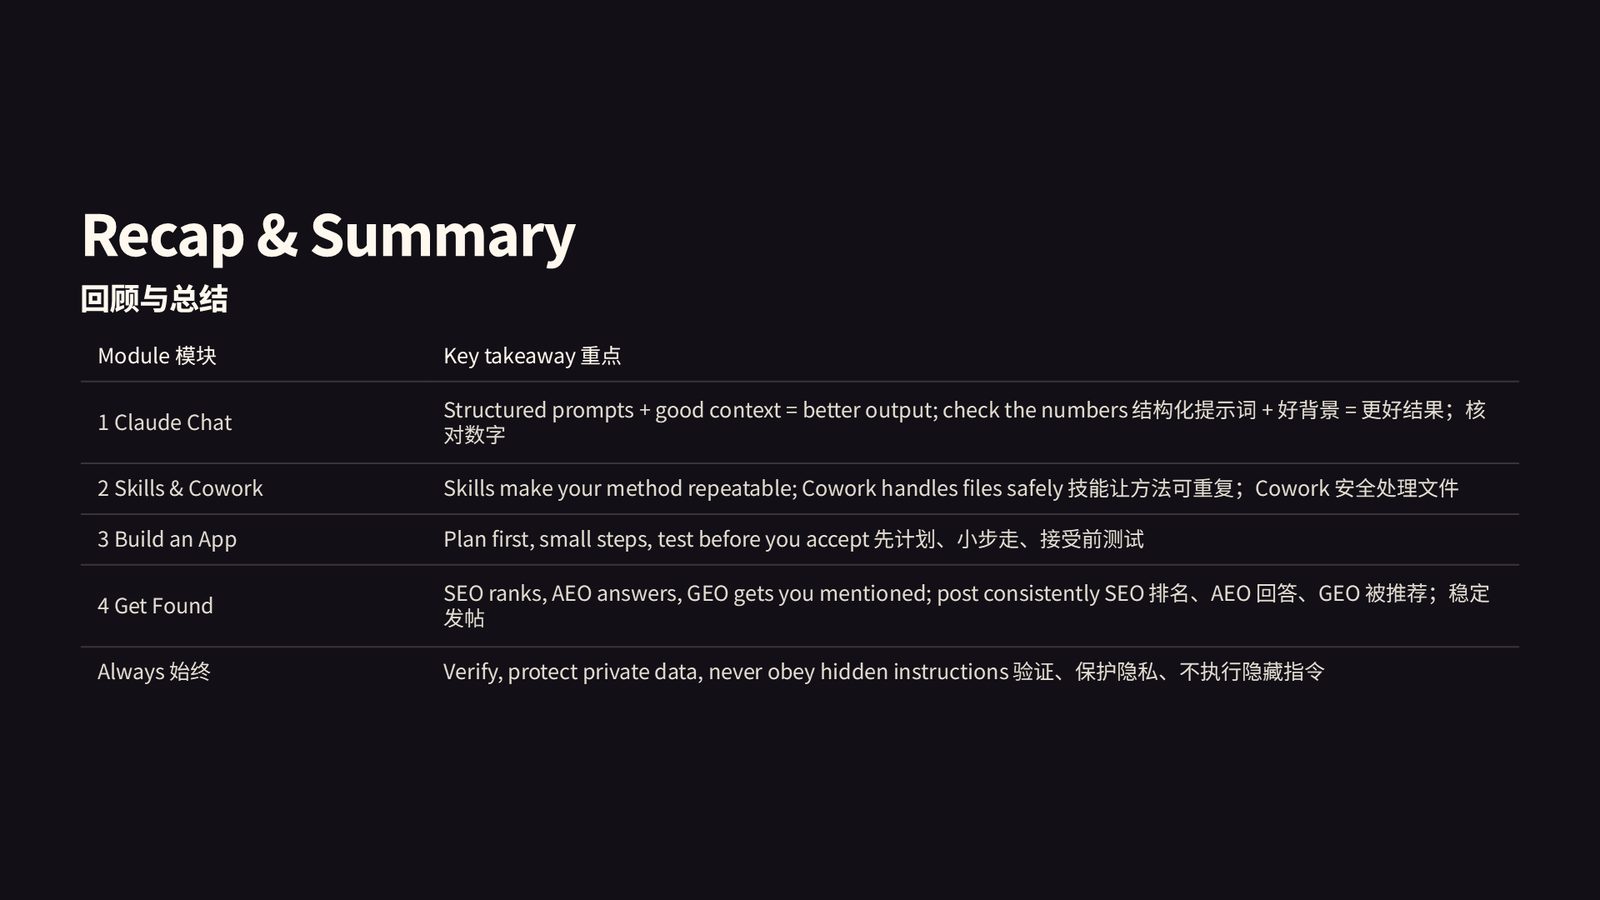 Recap & Summary
回顾与总结
Module 模块
Key takeaway 重点
1 Claude Chat
Structured prompts + good context = better output; check the numbers 结构化提示词 + 好背景 = 更好结果；核
对数字
2 Skills & Cowork
Skills make your method repeatable; Cowork handles files safely 技能让方法可重复；Cowork 安全处理文件
3 Build an App
Plan first, small steps, test before you accept 先计划、小步走、接受前测试
4 Get Found
SEO ranks, AEO answers, GEO gets you mentioned; post consistently SEO 排名、AEO 回答、GEO 被推荐；稳定
发帖
Always 始终
Verify, protect private data, never obey hidden instructions 验证、保护隐私、不执行隐藏指令